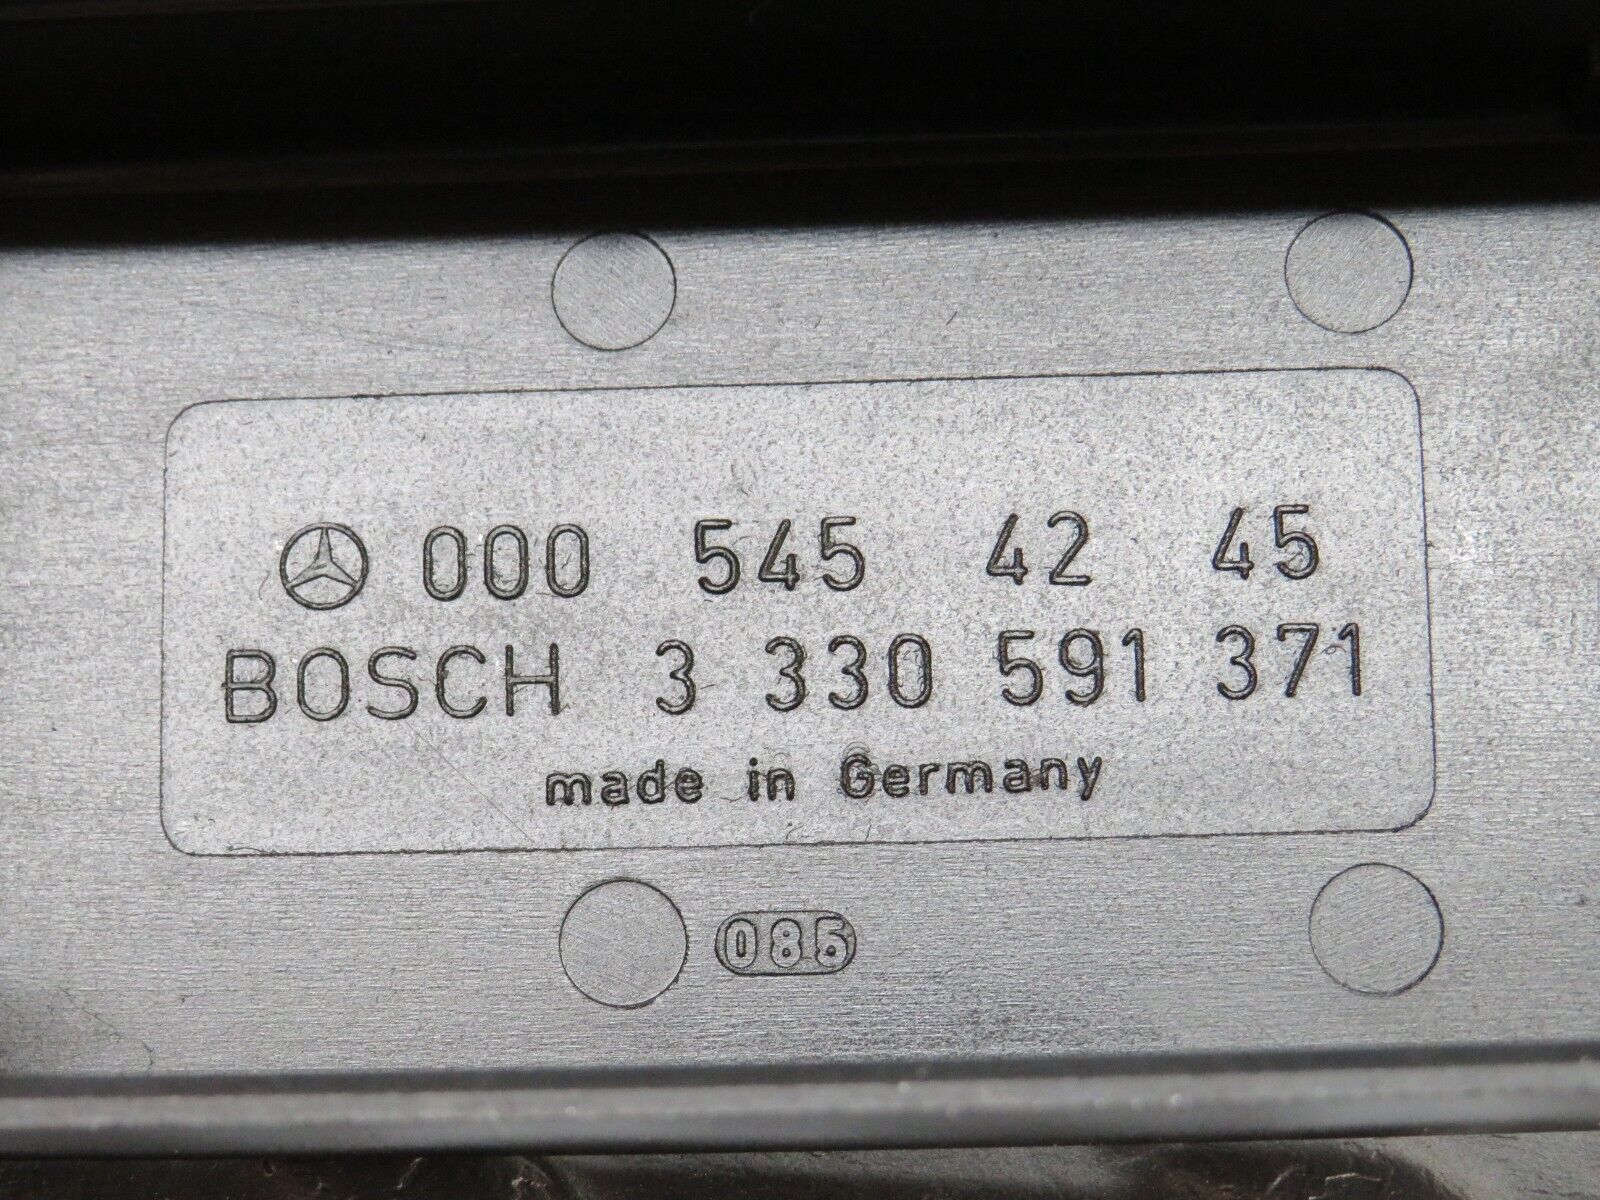 000 545 42 45
BOSCH 3 330 591 371
made in Germany
085